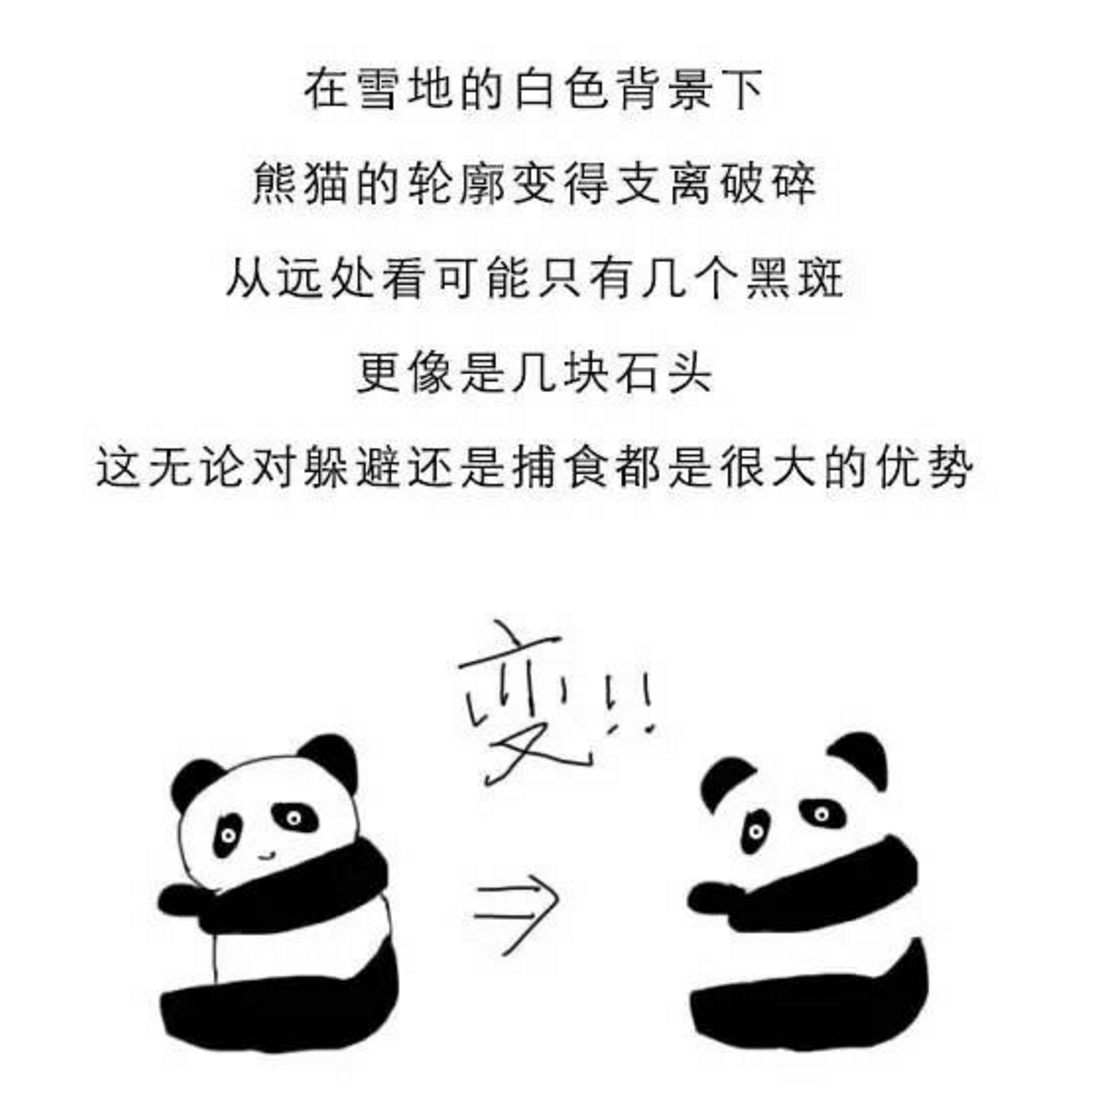 在雪地的白色背景下
熊猫的轮廓变得支离破碎
从远处看可能只有几个黑斑
更像是几块石头
这无论对躲避还是捕食都是很大的优势
变!!